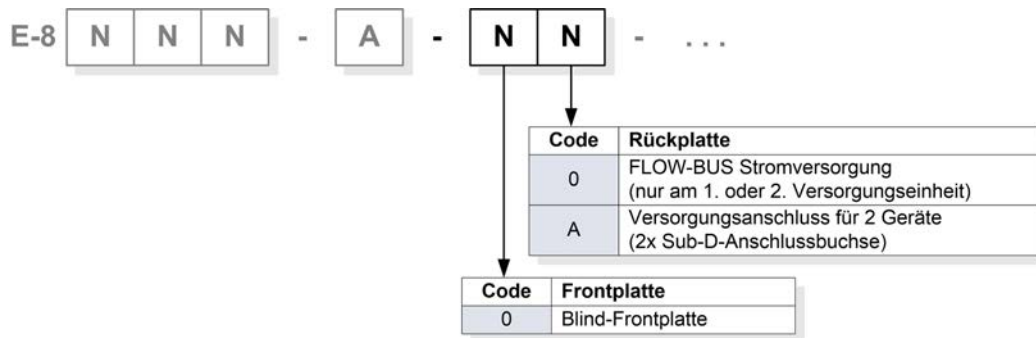 E-8 N N N - A - N N - ...
Code Rückplatte
0 FLOW-BUS Stromversorgung
(nur am 1. oder 2. Versorgungseinheit)
A Versorgungsanschluss für 2 Geräte
(2x Sub-D-Anschlussbuchse)
Code Frontplatte
0 Blind-Frontplatte